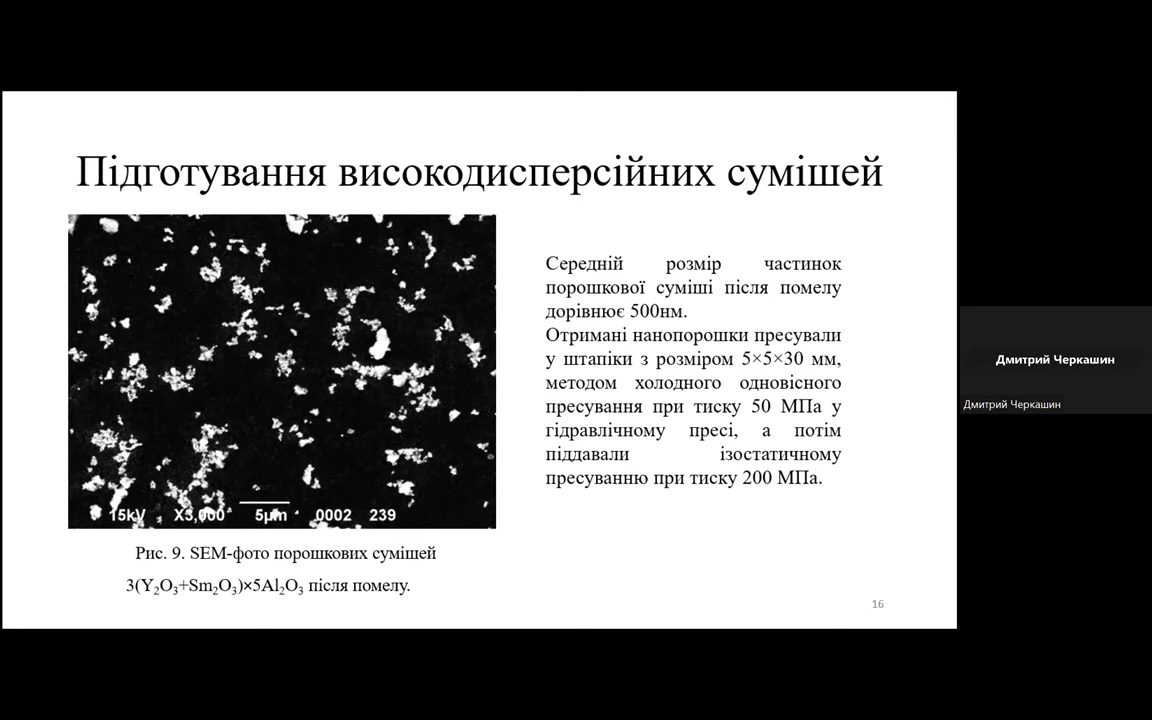 Підготування високодисперсійних сумішей
15kV X3,000 5µm 0002 239
Рис. 9. SEM-фото порошкових сумішей
3(Y₂O₃+Sm₂O₃)×5Al₂O₃ після помелу.
Середній розмір частинок
порошкової суміші після помелу
дорівнює 500нм.
Отримані нанопорошки пресували
у штапіки з розміром 5×5×30 мм,
методом холодного одновісного
пресування при тиску 50 МПа у
гідравлічному пресі, а потім
піддавали ізостатичному
пресуванню при тиску 200 МПа.
16
Дмитрий Черкашин
Дмитрий Черкашин